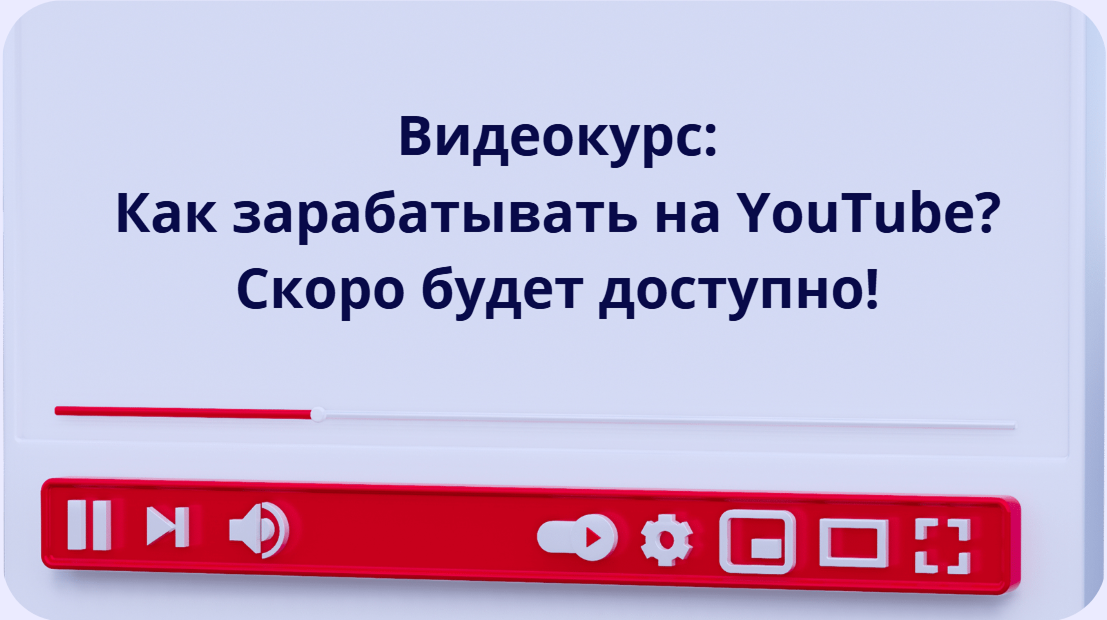 Видеокурс:
Как зарабатывать на YouTube?
Скоро будет доступно!